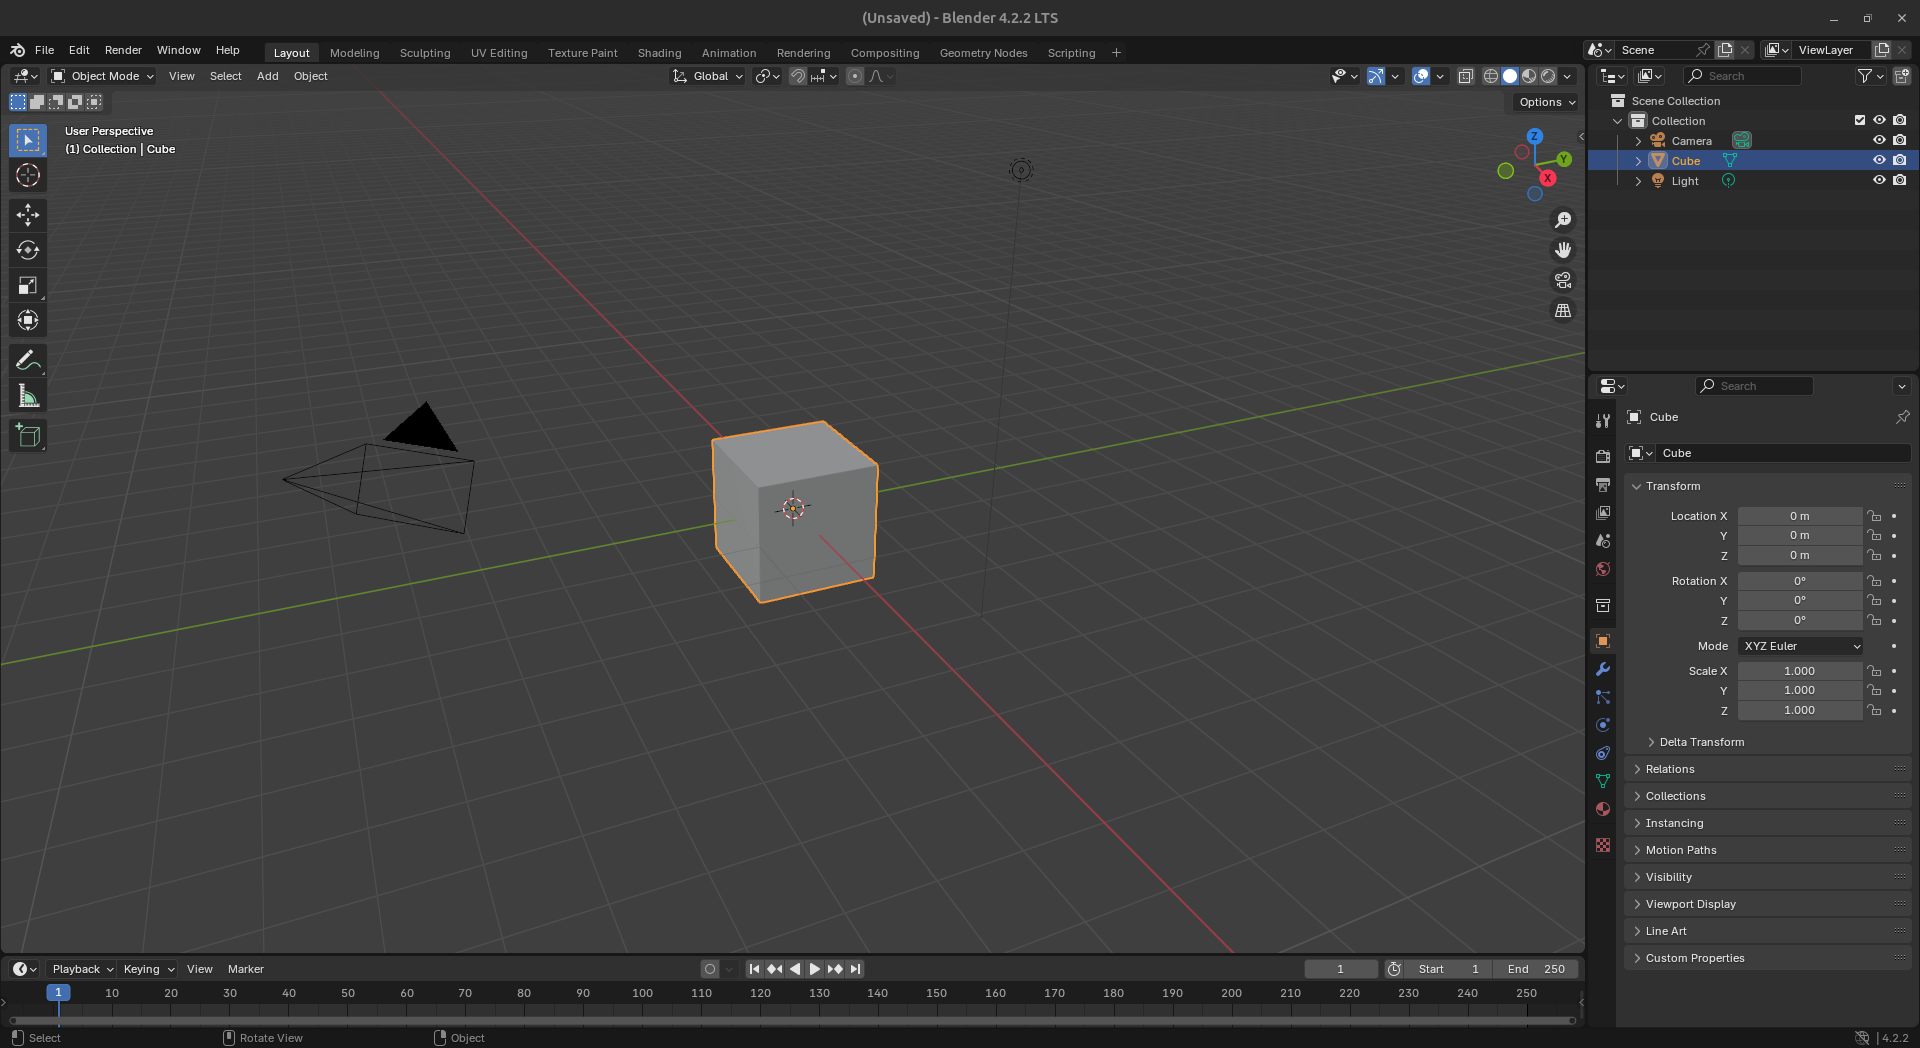 (Unsaved) - Blender 4.2.2 LTS
File Edit Render Window Help Layout Modeling Sculpting UV Editing Texture Paint Shading Animation Rendering Compositing Geometry Nodes Scripting + Scene ViewLayer
Object Mode View Select Add Object Global Search
Options
User Perspective
(1) Collection | Cube
Z
Y
X
Scene Collection
Collection
Camera
Cube
Light
Search
Cube
Cube
Transform
Location X 0 m
Y 0 m
Z 0 m
Rotation X 0°
Y 0°
Z 0°
Mode XYZ Euler
Scale X 1.000
Y 1.000
Z 1.000
Delta Transform
Relations
Collections
Instancing
Motion Paths
Visibility
Viewport Display
Line Art
Custom Properties
Playback Keying View Marker 1 Start 1 End 250
1 10 20 30 40 50 60 70 80 90 100 110 120 130 140 150 160 170 180 190 200 210 220 230 240 250
Select Rotate View Object 4.2.2